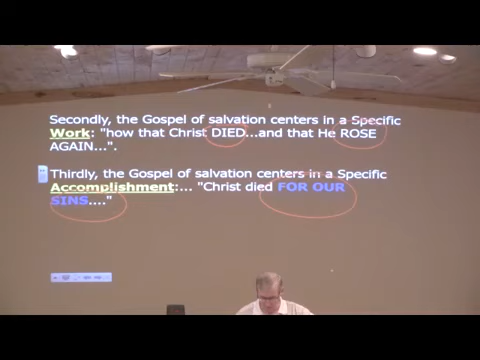 Secondly, the Gospel of salvation centers in a Specific
Work: "how that Christ DIED...and that He ROSE
AGAIN...".
Thirdly, the Gospel of salvation centers in a Specific
Accomplishment:... "Christ died FOR OUR
SINS...."